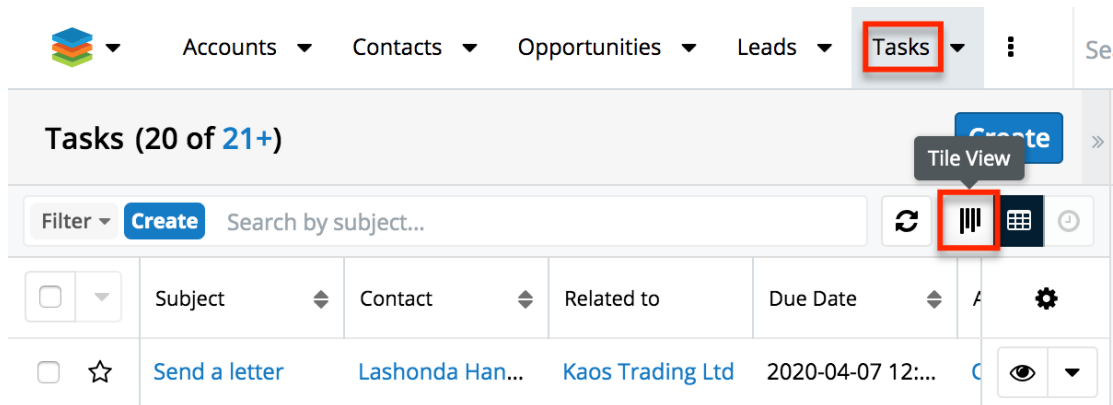 Accounts Contacts Opportunities Leads Tasks Se
Tasks (20 of 21+) Create
Tile View
Filter Create Search by subject...
Subject Contact Related to Due Date
Send a letter Lashonda Han... Kaos Trading Ltd 2020-04-07 12:...